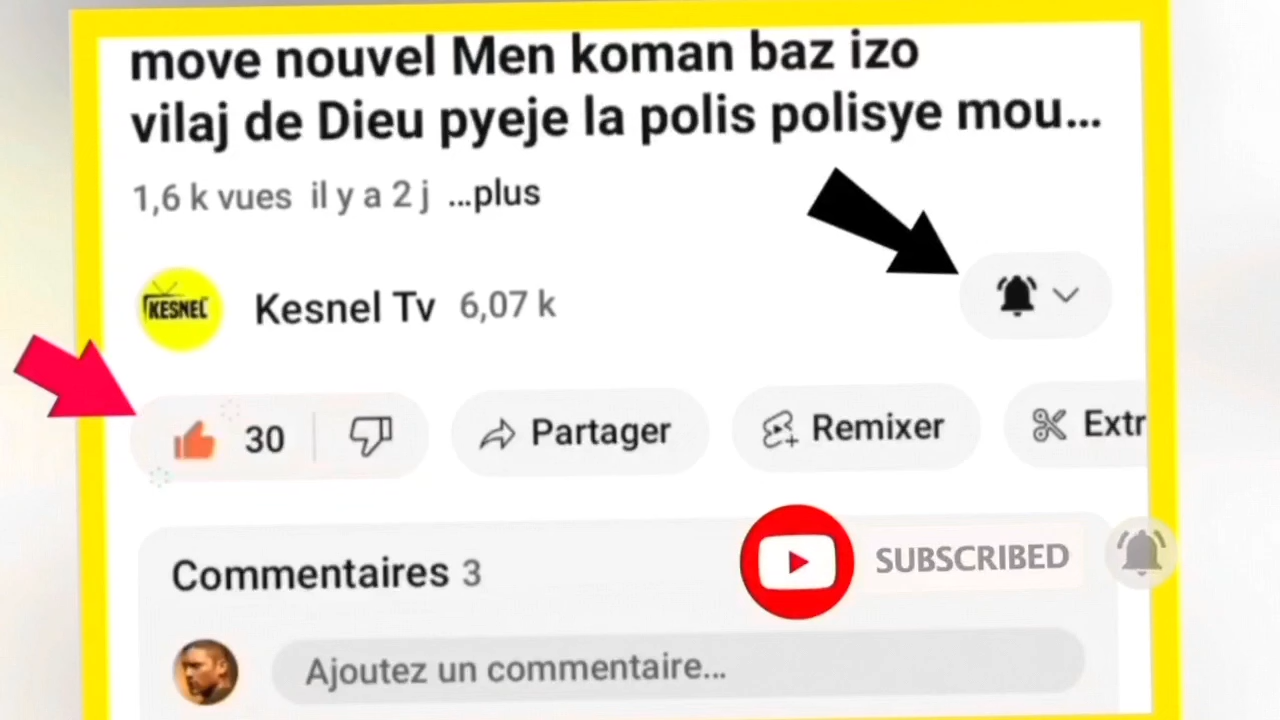 move nouvel Men koman baz izo
vilaj de Dieu pyeje la polis polisye mou...
1,6 k vues il y a 2 j ...plus
KESNEL
Kesnel Tv 6,07 k
30
Partager
Remixer
Extr
Commentaires 3
SUBSCRIBED
Ajoutez un commentaire...